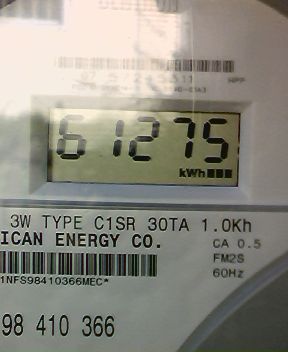 61275
kWh
3W TYPE C1SR 30TA 1.0Kh
ICAN ENERGY CO.
CA 0.5
FM2S
60Hz
1NFS98410366MEC*
98 410 366